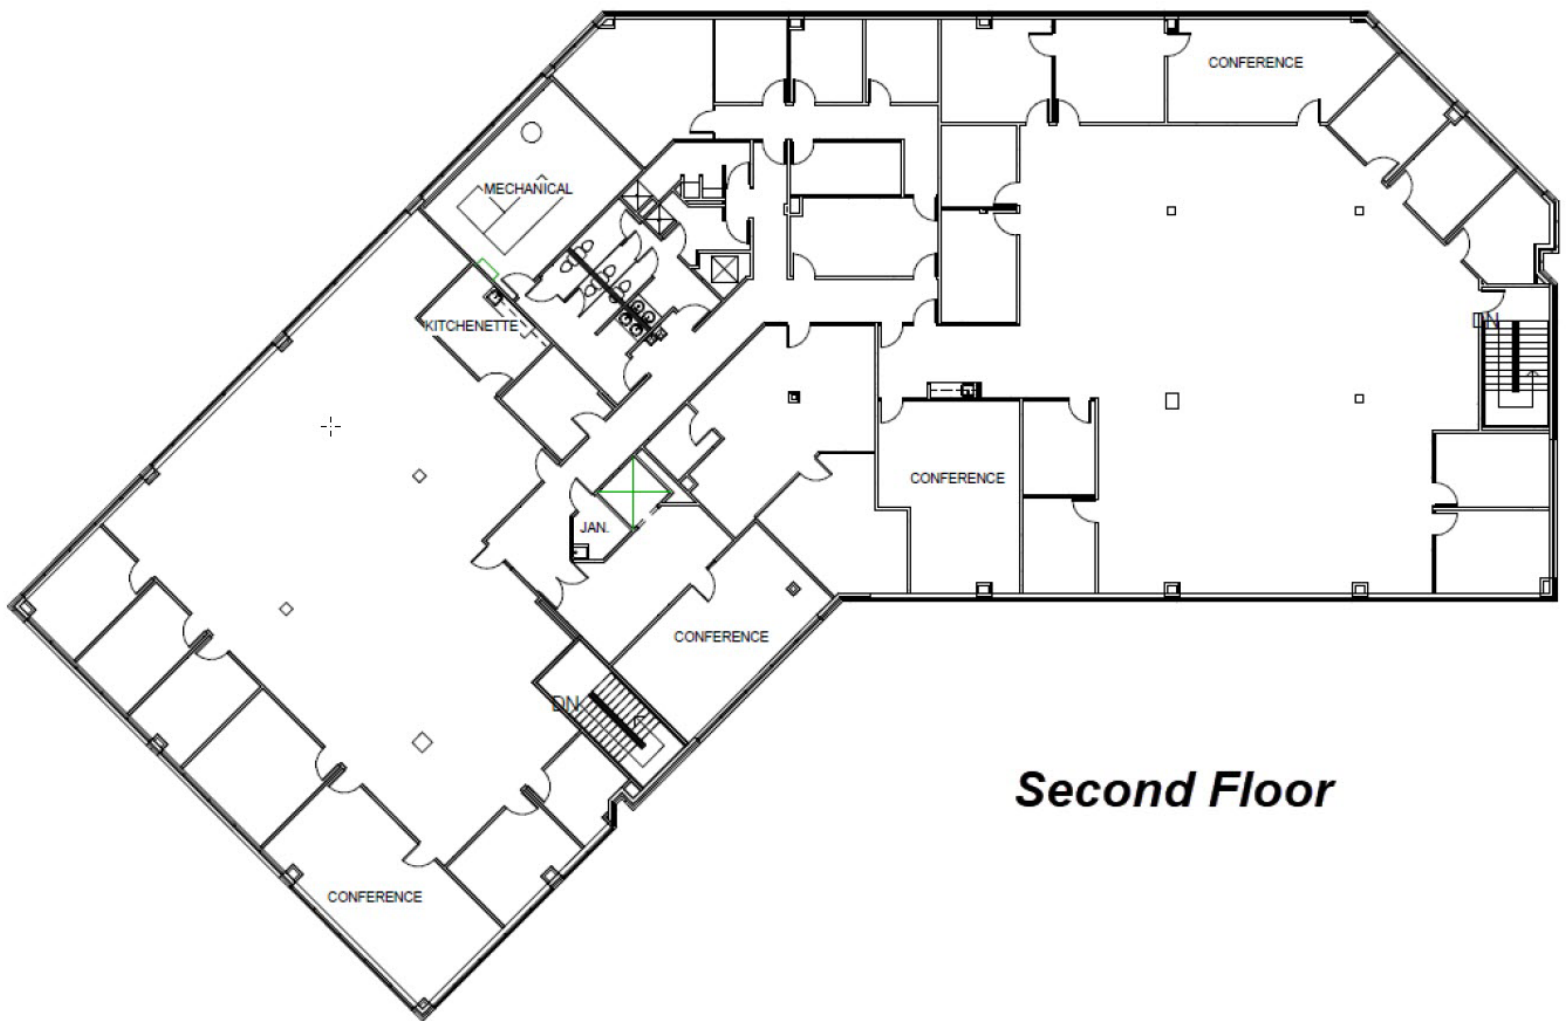 CONFERENCE
MECHANICAL
KITCHENETTE
DN
CONFERENCE
JAN.
CONFERENCE
DN
Second Floor
CONFERENCE